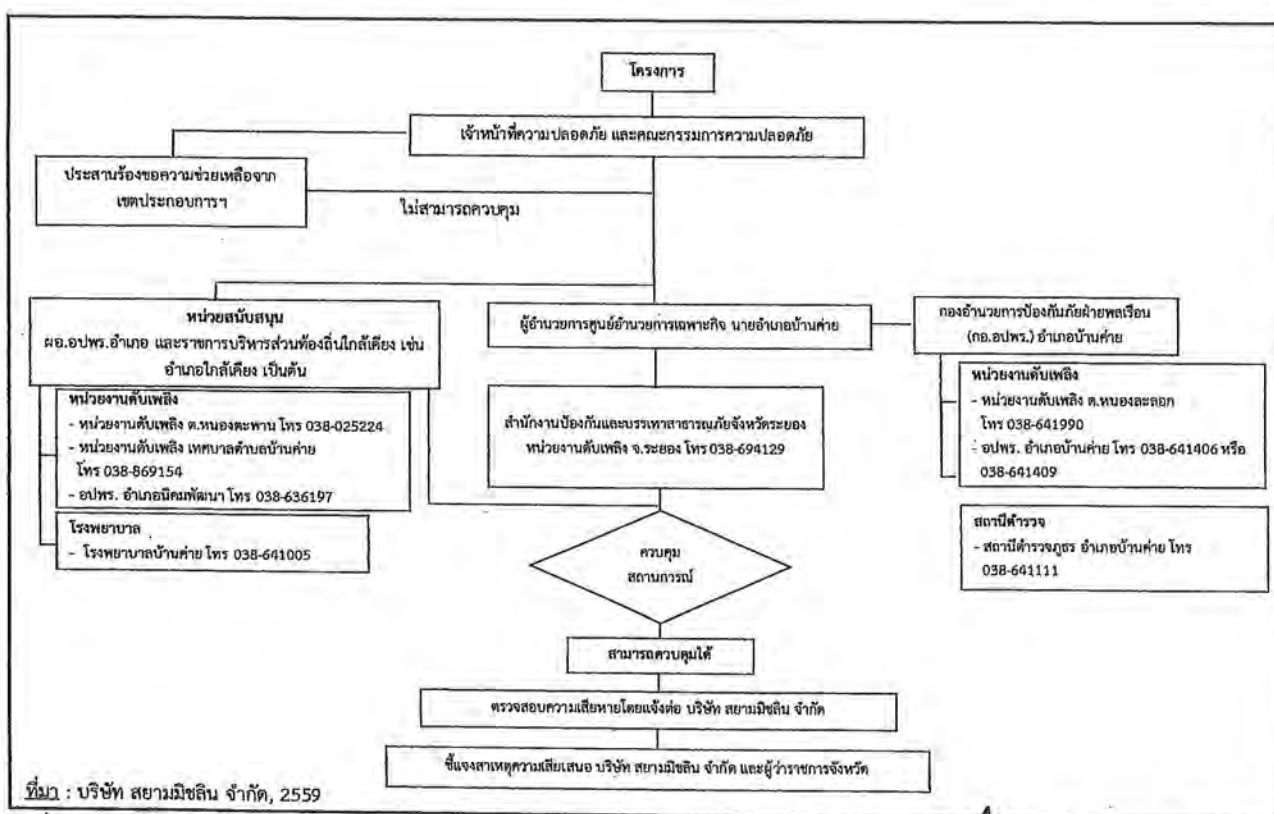 โครงการ
เจ้าหน้าที่ความปลอดภัย และคณะกรรมการความปลอดภัย
ประสานร้องขอความช่วยเหลือจาก
เขตประกอบการฯ
ไม่สามารถควบคุม
หน่วยสนับสนุน
ผอ.อปพร.อำเภอ และราชการบริหารส่วนท้องถิ่นใกล้เคียง เช่น
อำเภอใกล้เคียง เป็นต้น
ผู้อำนวยการศูนย์อำนวยการเฉพาะกิจ นายอำเภอบ้านค่าย
กองอำนวยการป้องกันภัยฝ่ายพลเรือน
(กอ.อปพร.) อำเภอบ้านค่าย
หน่วยงานดับเพลิง
- หน่วยงานดับเพลิง ต.หนองตะพาน โทร 038-025224
- หน่วยงานดับเพลิง เทศบาลตำบลบ้านค่าย
โทร 038-869154
- อปพร. อำเภอนิคมพัฒนา โทร 038-636197
โรงพยาบาล
- โรงพยาบาลบ้านค่าย โทร 038-641005
สำนักงานป้องกันและบรรเทาสาธารณภัยจังหวัดระยอง
หน่วยงานดับเพลิง จ.ระยอง โทร 038-694129
หน่วยงานดับเพลิง
- หน่วยงานดับเพลิง ต.หนองละลอก
โทร 038-641990
- อปพร. อำเภอบ้านค่าย โทร 038-641406 หรือ
038-641409
สถานีตำรวจ
- สถานีตำรวจภูธร อำเภอบ้านค่าย โทร
038-641111
ควบคุม
สถานการณ์
สามารถควบคุมได้
ตรวจสอบความเสียหายโดยแจ้งต่อ บริษัท สยามมิชลิน จำกัด
ชี้แจงสาเหตุความเสียเสนอ บริษัท สยามมิชลิน จำกัด และผู้ว่าราชการจังหวัด
ที่มา : บริษัท สยามมิชลิน จำกัด, 2559